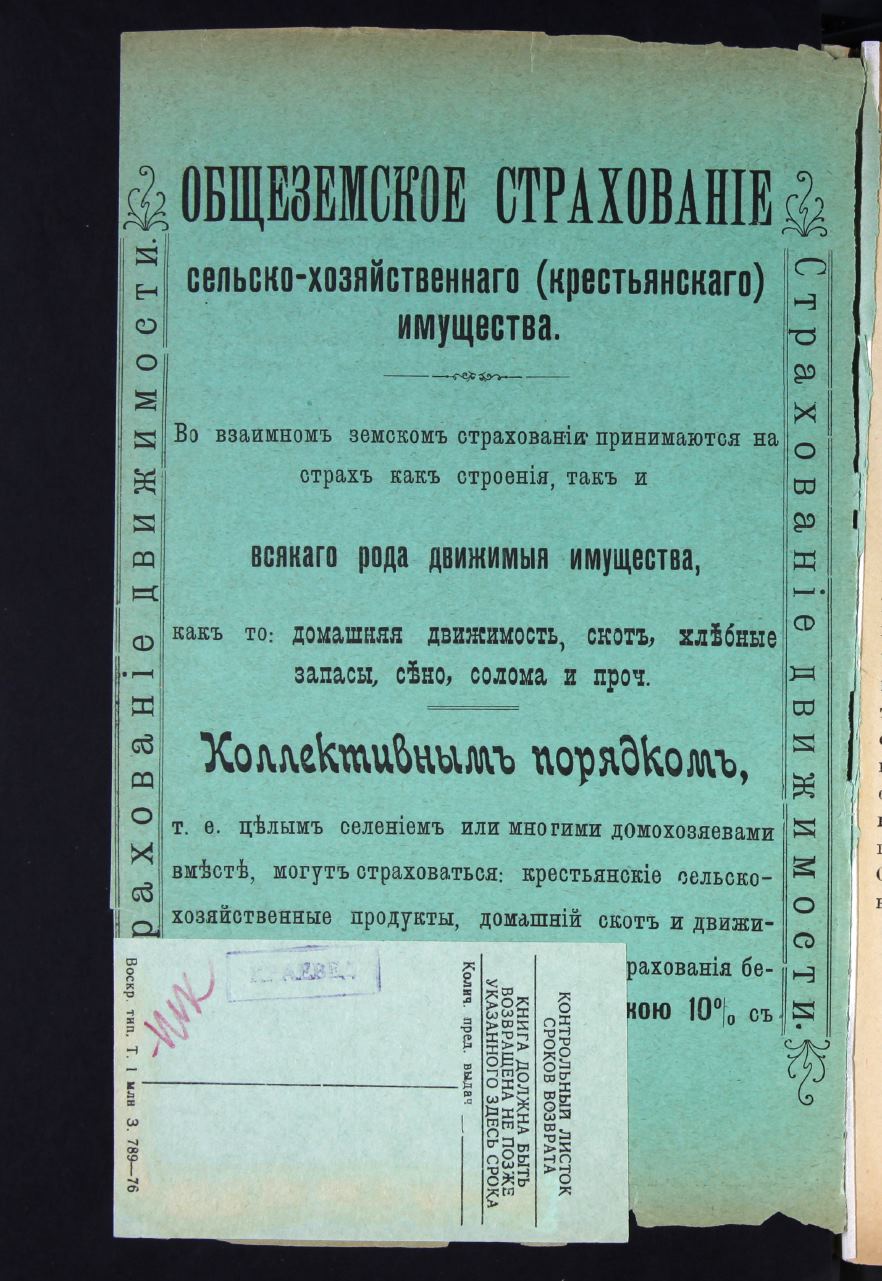 ОБЩЕЗЕМСКОЕ СТРАХОВАНІЕ
сельско-хозяйственнаго (крестьянскаго)
имущества.
Во взаимномъ земскомъ страхованіи принимаются на
страхъ какъ строенія, такъ и
всякаго рода движимыя имущества,
какъ то: домашняя движимость, скотъ, хлѣбные
запасы, сѣно, солома и проч.
Коллективнымъ порядкомъ,
т. е. цѣлымъ селеніемъ или многими домохозяевами
вмѣстѣ, могутъ страховаться: крестьянскіе сельско-
хозяйственные продукты, домашній скотъ и движи-
рахованія бе-
кою 10% съ
рахованіе движимости.
Страхованіе движимости.
КОНТРОЛЬНЫЙ ЛИСТОК
СРОКОВ ВОЗВРАТА
КНИГА ДОЛЖНА БЫТЬ
ВОЗВРАЩЕНА НЕ ПОЗЖЕ
УКАЗАННОГО ЗДЕСЬ СРОКА
Колич. пред. выдач
Воскр. тип. Т. 1 млн З. 789—76